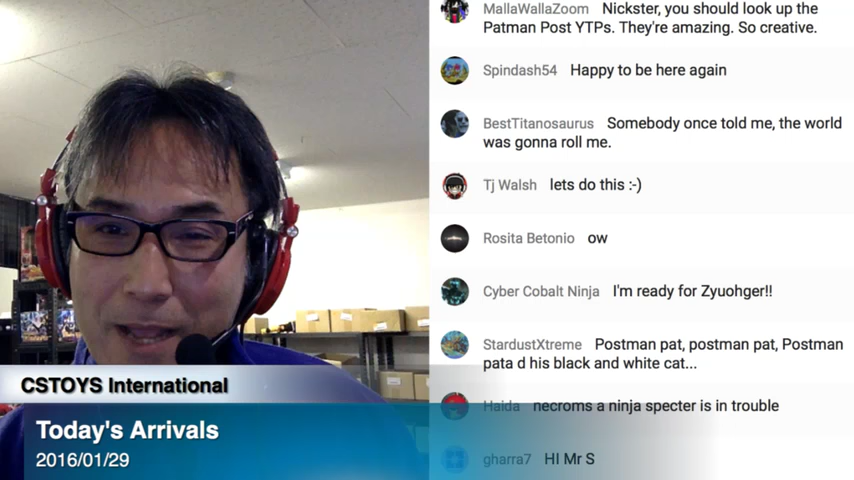 MallaWallaZoom Nickster, you should look up the
Patman Post YTPs. They're amazing. So creative.
Spindash54 Happy to be here again
BestTitanosaurus Somebody once told me, the world
was gonna roll me.
Tj Walsh lets do this :-)
Rosita Betonio ow
Cyber Cobalt Ninja I'm ready for Zyuohger!!
StardustXtreme Postman pat, postman pat, Postman
pata d his black and white cat...
Haida necroms a ninja specter is in trouble
gharra7 HI Mr S
CSTOYS International
Today's Arrivals
2016/01/29